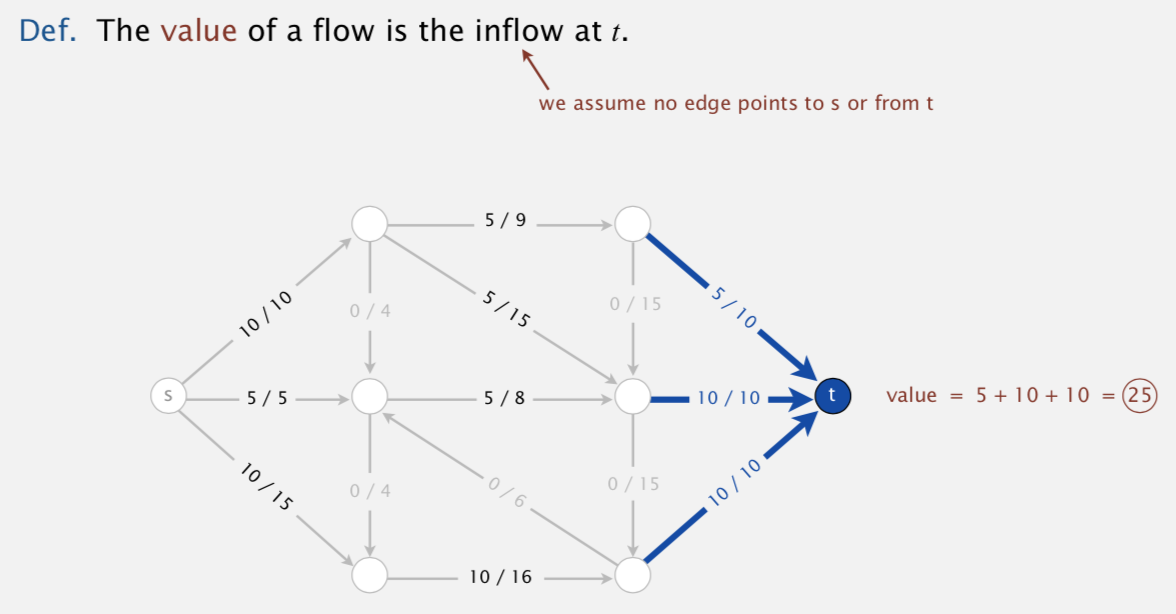 Def. The value of a flow is the inflow at t.
we assume no edge points to s or from t
5 / 9
10 / 10
0 / 4
5 / 15
0 / 15
5 / 10
s
5 / 5
5 / 8
10 / 10
t
value = 5 + 10 + 10 = 25
10 / 15
0 / 4
0 / 6
0 / 15
10 / 10
10 / 16